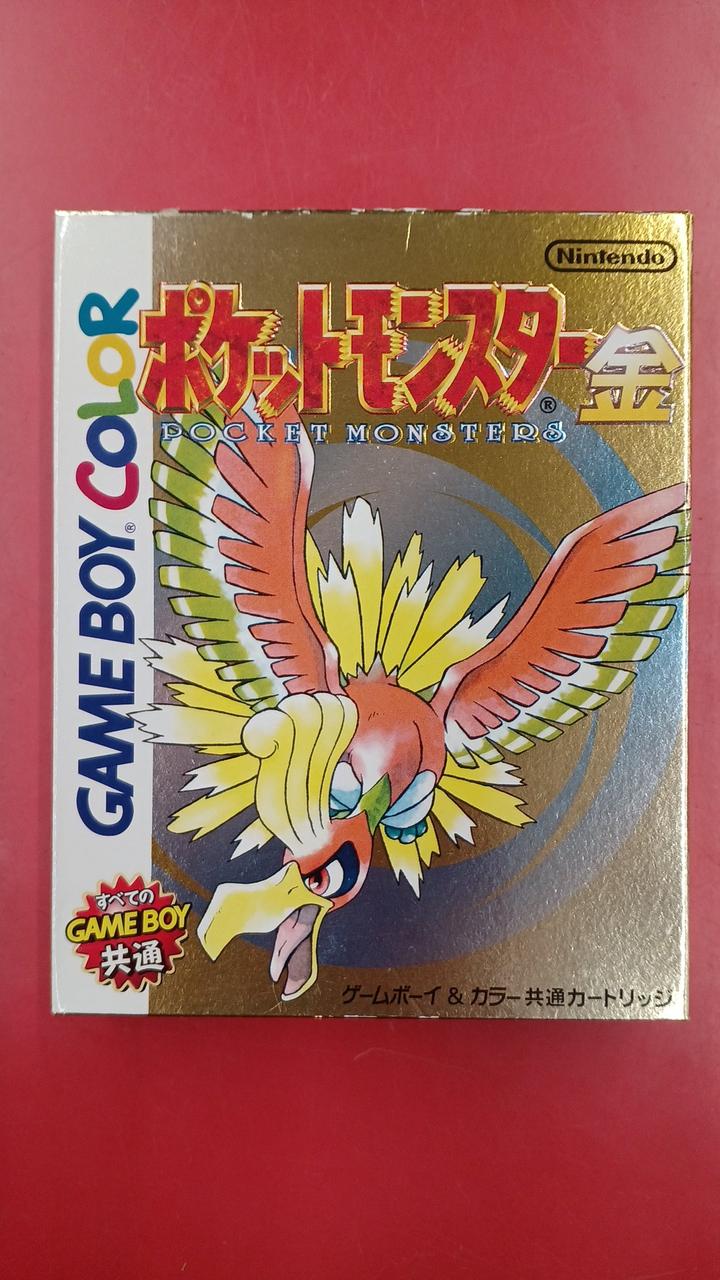 Nintendo
ポケットモンスター金
®
POCKET MONSTERS
GAME BOY® COLOR
すべての
GAME BOY
共通
ゲームボーイ & カラー共通カートリッジ